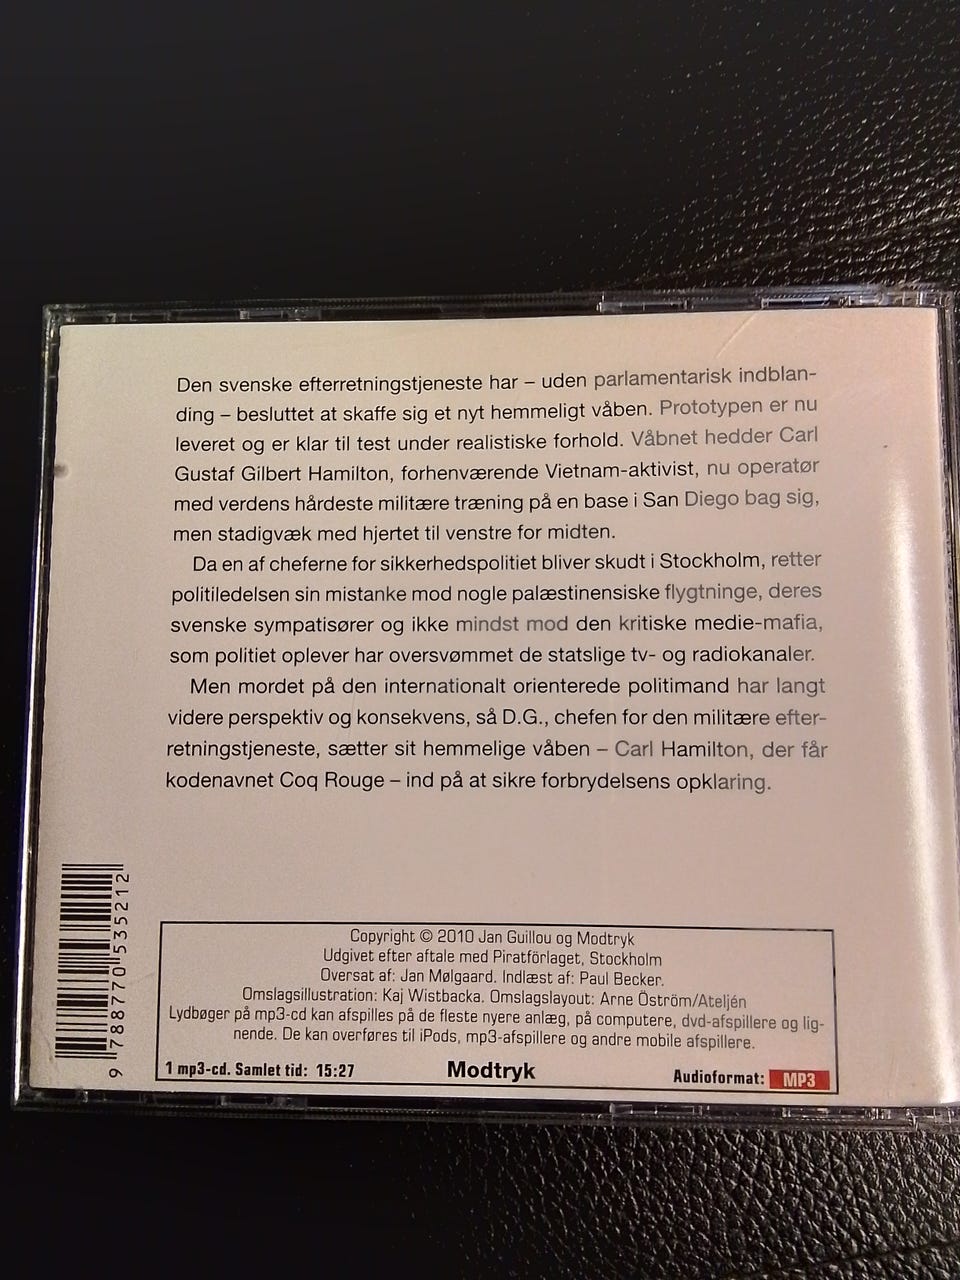 Den svenske efterretningstjeneste har – uden parlamentarisk indblan-
ding – besluttet at skaffe sig et nyt hemmeligt våben. Prototypen er nu
leveret og er klar til test under realistiske forhold. Våbnet hedder Carl
Gustaf Gilbert Hamilton, forhenværende Vietnam-aktivist, nu operatør
med verdens hårdeste militære træning på en base i San Diego bag sig,
men stadigvæk med hjertet til venstre for midten.
Da en af cheferne for sikkerhedspolitiet bliver skudt i Stockholm, retter
politiledelsen sin mistanke mod nogle palæstinensiske flygtninge, deres
svenske sympatisører og ikke mindst mod den kritiske medie-mafia,
som politiet oplever har oversvømmet de statslige tv- og radiokanaler.
Men mordet på den internationalt orienterede politimand har langt
videre perspektiv og konsekvens, så D.G., chefen for den militære efter-
retningstjeneste, sætter sit hemmelige våben – Carl Hamilton, der får
kodenavnet Coq Rouge – ind på at sikre forbrydelsens opklaring.
9 788770 535212
Copyright © 2010 Jan Guillou og Modtryk
Udgivet efter aftale med Piratförlaget, Stockholm
Oversat af: Jan Mølgaard. Indlæst af: Paul Becker.
Omslagsillustration: Kaj Wistbacka. Omslagslayout: Arne Öström/Ateljén
Lydbøger på mp3-cd kan afspilles på de fleste nyere anlæg, på computere, dvd-afspillere og lig-
nende. De kan overføres til iPods, mp3-afspillere og andre mobile afspillere.
1 mp3-cd. Samlet tid: 15:27 Modtryk Audioformat: MP3